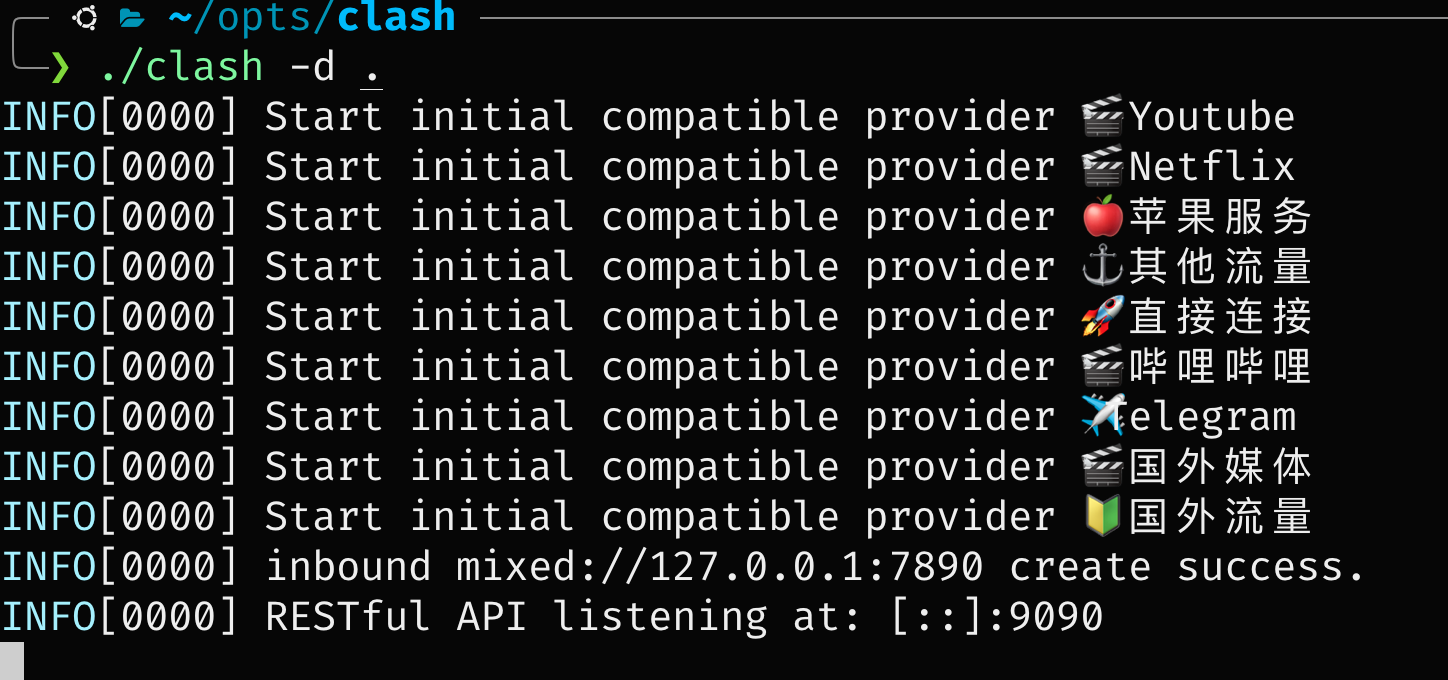 ~/opts/clash
❯ ./clash -d .
INFO[0000] Start initial compatible provider 🎬Youtube
INFO[0000] Start initial compatible provider 🎬Netflix
INFO[0000] Start initial compatible provider 🍎苹果服务
INFO[0000] Start initial compatible provider ⚓️其他流量
INFO[0000] Start initial compatible provider 🚀直接连接
INFO[0000] Start initial compatible provider 🎬哔哩哔哩
INFO[0000] Start initial compatible provider ✈️Telegram
INFO[0000] Start initial compatible provider 🎬国外媒体
INFO[0000] Start initial compatible provider 🔰国外流量
INFO[0000] inbound mixed://127.0.0.1:7890 create success.
INFO[0000] RESTful API listening at: [::]:9090